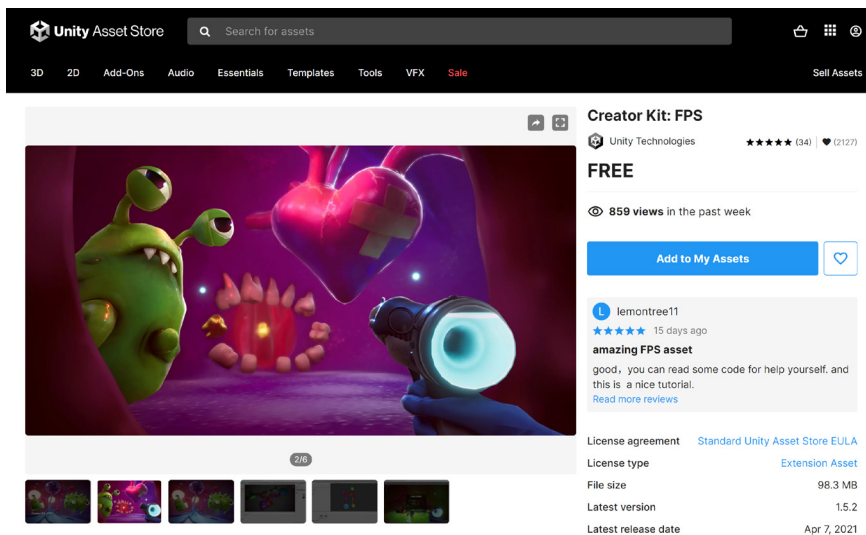 Unity Asset Store
Search for assets
3D 2D Add-Ons Audio Essentials Templates Tools VFX Sale Sell Assets
Creator Kit: FPS
Unity Technologies ★★★★★ (34) ♥ (2127)
FREE
859 views in the past week
Add to My Assets
L lemontree11
★★★★★ 15 days ago
amazing FPS asset
good，you can read some code for help yourself. and
this is a nice tutorial.
Read more reviews
2/6
License agreement Standard Unity Asset Store EULA
License type Extension Asset
File size 98.3 MB
Latest version 1.5.2
Latest release date Apr 7, 2021